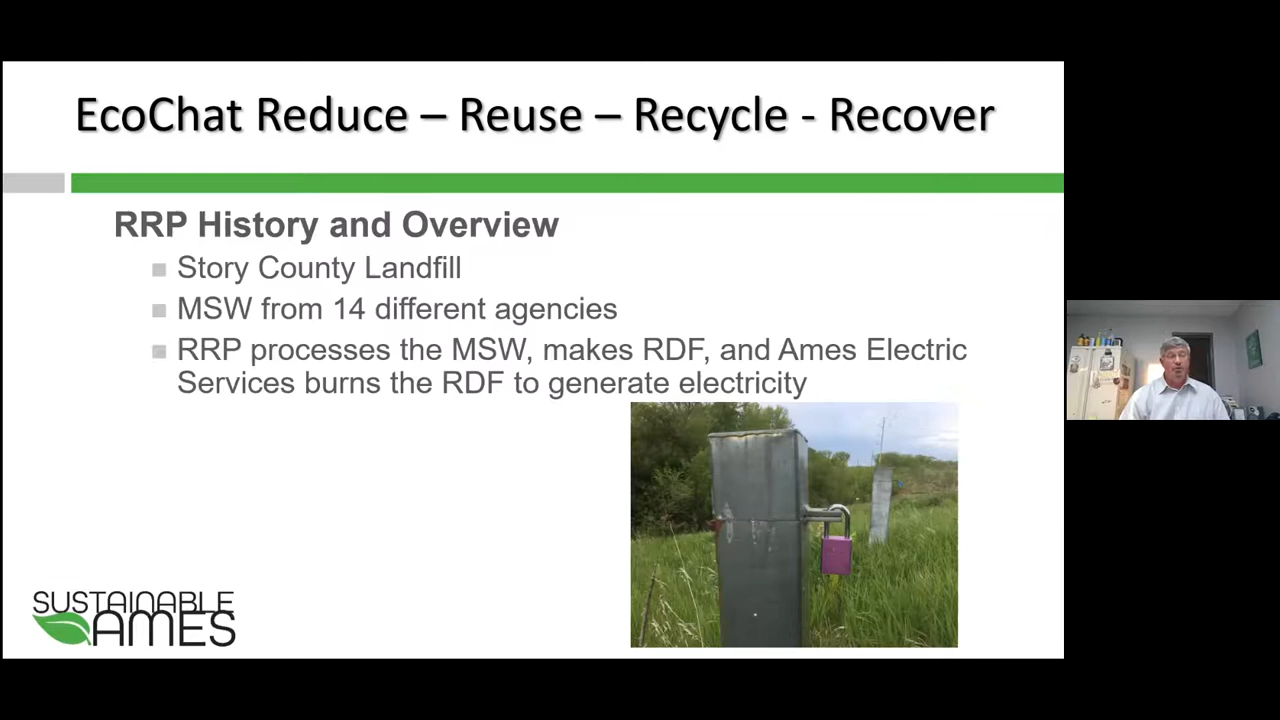 EcoChat Reduce – Reuse – Recycle - Recover
RRP History and Overview
Story County Landfill
MSW from 14 different agencies
RRP processes the MSW, makes RDF, and Ames Electric
Services burns the RDF to generate electricity
SUSTAINABLE
AMES